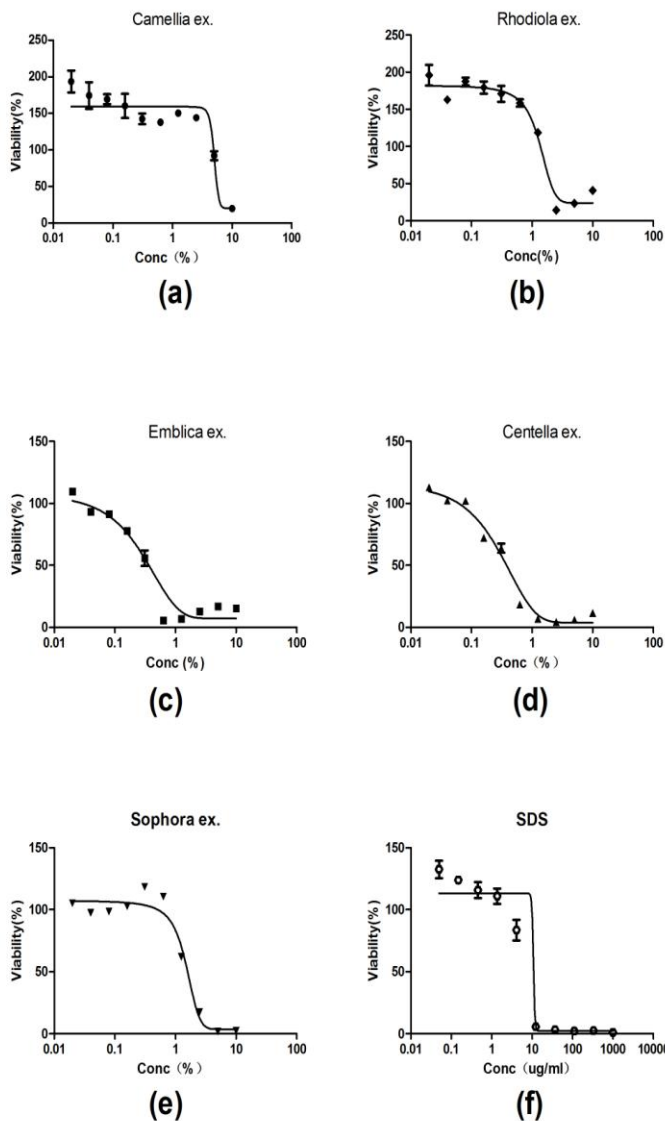 Camellia ex.
250
200
150
100
50
0
Viability(%)
0.01 0.1 1 10 100
Conc (%)
(a)
Rhodiola ex.
250
200
150
100
50
0
Viability(%)
0.01 0.1 1 10 100
Conc(%)
(b)
Emblica ex.
150
100
50
0
Viability(%)
0.01 0.1 1 10 100
Conc (%)
(c)
Centella ex.
150
100
50
0
Viability(%)
0.01 0.1 1 10 100
Conc (%)
(d)
Sophora ex.
150
100
50
0
Viability(%)
0.01 0.1 1 10 100
Conc (%)
(e)
SDS
150
100
50
0
Viability(%)
0.01 0.1 1 10 100 1000 10000
Conc (ug/ml)
(f)